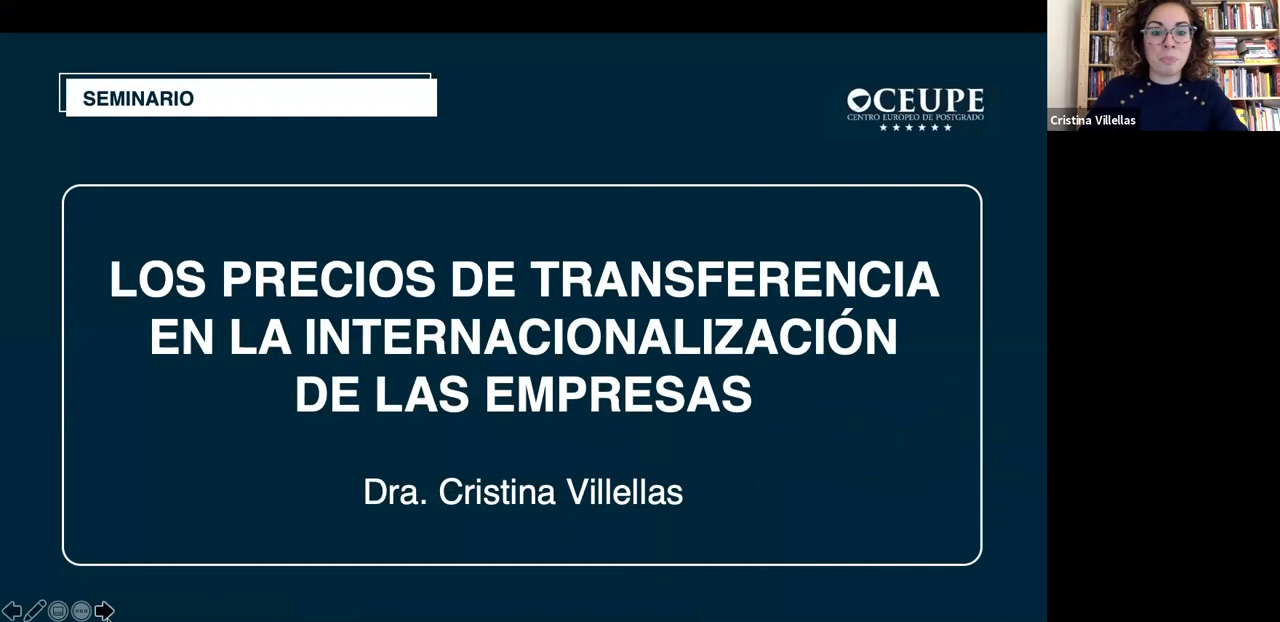 SEMINARIO
CEUPE
CENTRO EUROPEO DE POSTGRADO
LOS PRECIOS DE TRANSFERENCIA
EN LA INTERNACIONALIZACIÓN
DE LAS EMPRESAS
Dra. Cristina Villellas
Cristina Villellas